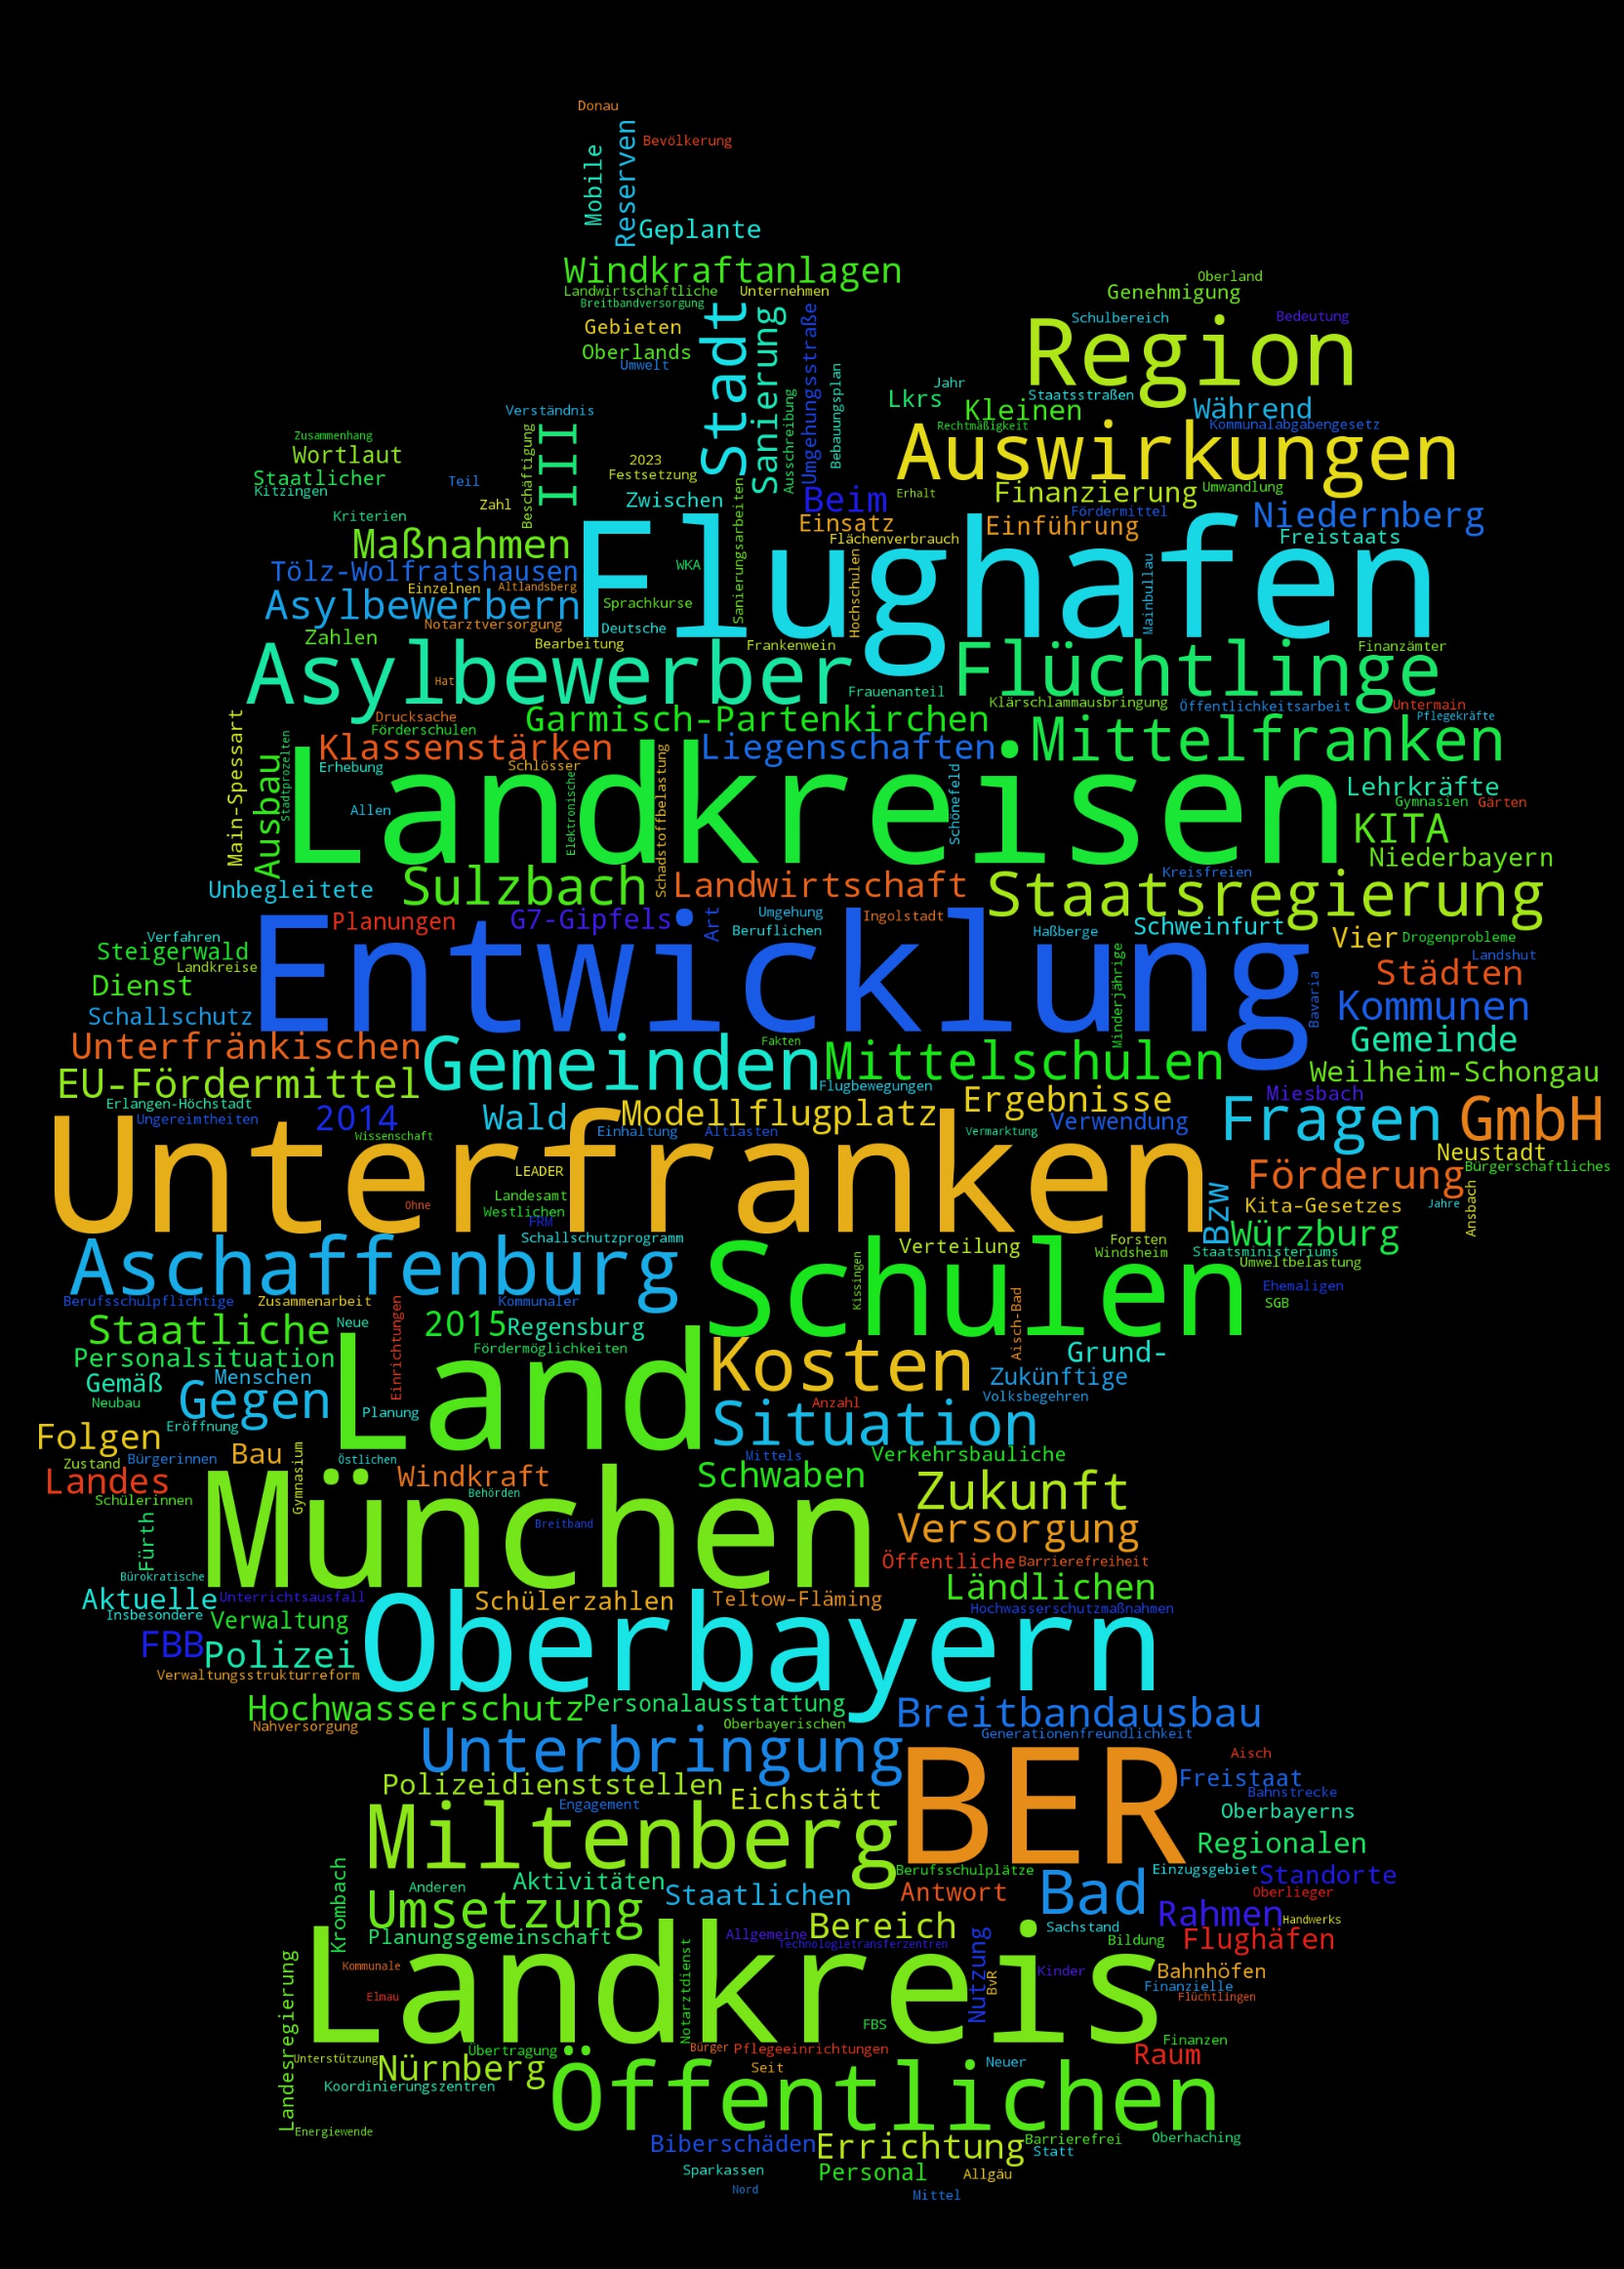 Donau
Bevölkerung
Mobile
Reserven
Geplante
Windkraftanlagen
Oberland
Landwirtschaftliche
Unternehmen
Genehmigung
Breitbandversorgung
Stadt
Sanierung
Umgehungsstraße
Schulbereich
Bedeutung
Gebieten
Region
Oberlands
Umwelt
Bebauungsplan
Jahr
Ausschreibung
Lkrs
Staatsstraßen
Verständnis
Kleinen
Während
Rechtmäßigkeit
Kommunalabgabengesetz
Zusammenhang
Beschäftigung
III
Auswirkungen
Wortlaut
2023
Staatlicher
Teil
Festsetzung
Kitzingen
Zahl
Zwischen
Sanierungsarbeiten
Beim
Erhalt
Finanzierung
Umwandlung
Kriterien
Einsatz
Einführung
Fördermittel
Niedernberg
Maßnahmen
Flughafen
Flächenverbrauch
Freistaats
Tölz-Wolfratshausen
WKA
Hochschulen
Mainbullau
Einzelnen
Altlandsberg
Asylbewerbern
Sprachkurse
Notarztversorgung
Deutsche
Zahlen
Bearbeitung
Frankenwein
Finanzämter
Asylbewerber
Hat
Flüchtlinge
Frauenanteil
Klärschlammausbringung
Öffentlichkeitsarbeit
Untermain
Drucksache
Garmisch-Partenkirchen
Pflegekräfte
Förderschulen
Main-Spessart
Ausbau
Stadtprozelten
Klassenstärken
Liegenschaften
Mittelfranken
Erhebung
Schlösser
Landkreisen
Elektronischer
Schadstoffbelastung
Schönefeld
Lehrkräfte
Allen
Gymnasien
Gärten
KITA
Niederbayern
Unbegleitete
Sulzbach
Landwirtschaft
Kreisfreien
Staatsregierung
Planungen
G7-Gipfels
Art
Umgehung
Ingolstadt
Beruflichen
Haßberge
Schweinfurt
Verfahren
Vier
Drogenprobleme
Steigerwald
Entwicklung
Minderjährige
Landshut
Landkreise
Städten
Dienst
Bavaria
Kommunen
Schallschutz
Unterfränkischen
Gemeinden
Fakten
Mittelschulen
Gemeinde
EU-Fördermittel
Flugbewegungen
Weilheim-Schongau
Erlangen-Höchstadt
2014
Wald
Modellflugplatz
Ergebnisse
Miesbach
Ungereimtheiten
Einhaltung
Altlasten
Verwendung
Fragen
GmbH
Wissenschaft
Vermarktung
Unterfranken
Neustadt
LEADER
Förderung
Bürgerschaftliches
Landesamt
Ohne
Westlichen
Bzw
Kita-Gesetzes
Jahre
Ansbach
FRM
Würzburg
Schallschutzprogramm
Aschaffenburg
Schulen
Verteilung
Forsten
Windsheim
Staatsministeriums
Umweltbelastung
Kissingen
Ehemaligen
Berufsschulpflichtige
Zusammenarbeit
Einrichtungen
Kommunaler
Aisch-Bad
SGB
Staatliche
Neue
2015
Regensburg
Fördermöglichkeiten
Personalsituation
Land
Kosten
Grund-
Gemäß
Menschen
Zukünftige
Neubau
Gegen
Planung
Anzahl
Volksbegehren
Eröffnung
Situation
Folgen
Bau
Gymnasium
Östlichen
Mittels
Verkehrsbauliche
Zustand
Bürgerinnen
Landes
Windkraft
Schwaben
Zukunft
Schülerinnen
Behörden
München
Breitband
Versorgung
Fürth
Öffentliche
Barrierefreiheit
Bürokratische
Ländlichen
Aktuelle
Unterrichtsausfall
Schülerzahlen
Teltow-Fläming
Hochwasserschutzmaßnahmen
Insbesondere
Verwaltung
Oberbayern
FBB
Polizei
Verwaltungsstrukturreform
Hochwasserschutz
Personalausstattung
Breitbandausbau
Nahversorgung
Oberbayerischen
Generationenfreundlichkeit
Unterbringung
BER
Aisch
Polizeidienststellen
Freistaat
Eichstätt
Bahnstrecke
Engagement
Oberbayerns
Miltenberg
Regionalen
Krombach
Berufsschulplätze
Einzugsgebiet
Standorte
Aktivitäten
Anderen
Staatlichen
Antwort
Bad
Oberlieger
Umsetzung
Rahmen
Handwerks
Bereich
Sachstand
Planungsgemeinschaft
Allgemeine
Nutzung
Bildung
Flughäfen
Technologietransferzentren
Landesregierung
Kommunale
Landkreis
Notarztdienst
Kinder
Bahnhöfen
BvR
Finanzielle
Elmau
Flüchtlingen
FBS
Übertragung
Bürger
Pflegeeinrichtungen
Finanzen
Unterstützung
Nürnberg
Seit
Neuer
Raum
Koordinierungszentren
Öffentlichen
Energiewende
Biberschäden
Errichtung
Barrierefrei
Oberhaching
Statt
Sparkassen
Personal
Allgäu
Nord
Mittel